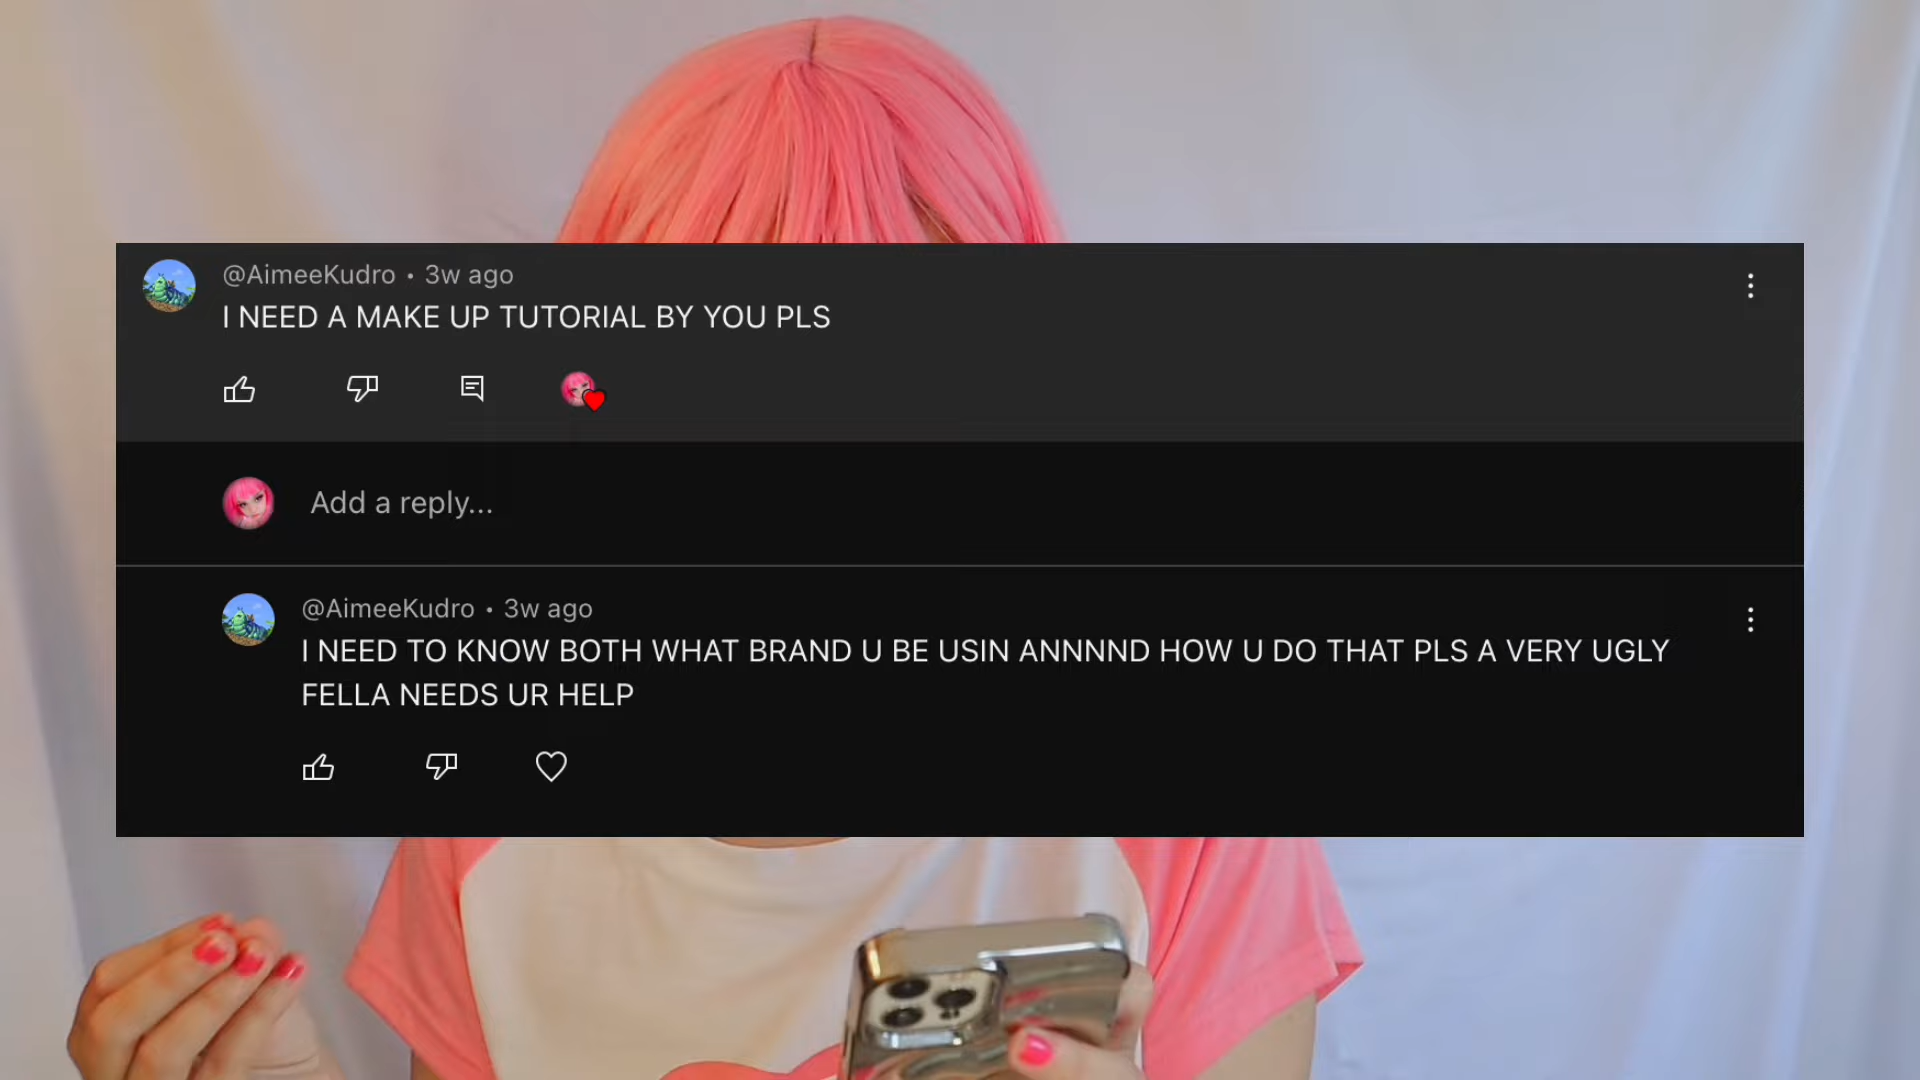 @AimeeKudro • 3w ago
I NEED A MAKE UP TUTORIAL BY YOU PLS
Add a reply...
@AimeeKudro • 3w ago
I NEED TO KNOW BOTH WHAT BRAND U BE USIN ANNNND HOW U DO THAT PLS A VERY UGLY
FELLA NEEDS UR HELP